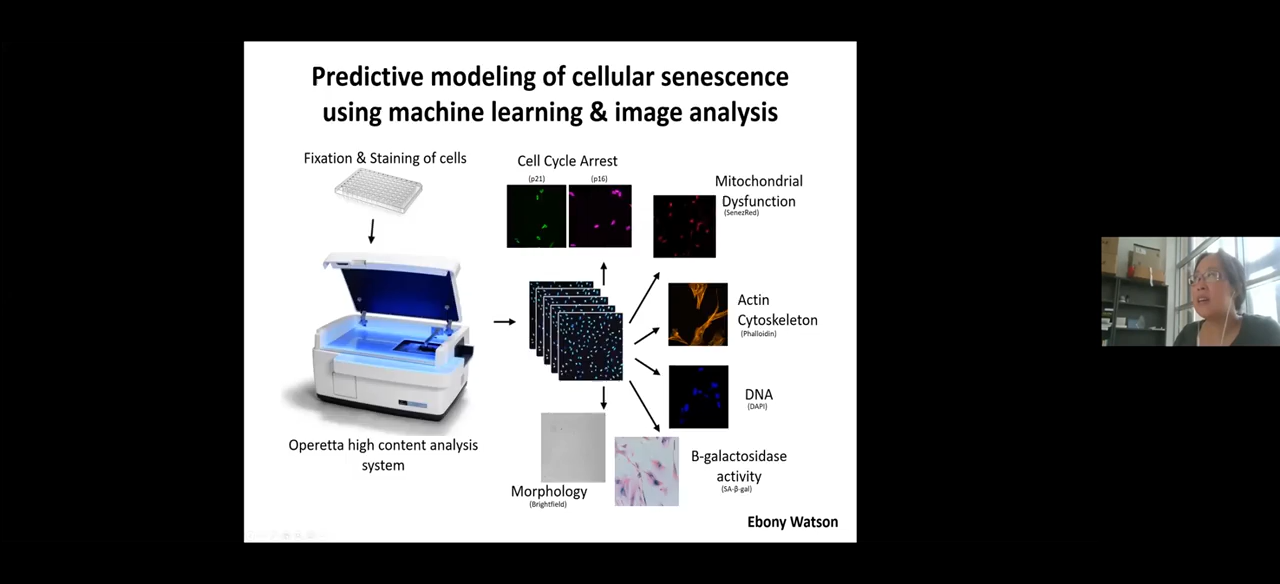 Predictive modeling of cellular senescence
using machine learning & image analysis
Fixation & Staining of cells
Operetta high content analysis
system
Cell Cycle Arrest
(p21)
(p16)
Mitochondrial
Dysfunction
(SenezRed)
Actin
Cytoskeleton
(Phalloidin)
DNA
(DAPI)
B-galactosidase
activity
(SA-β-gal)
Morphology
(Brightfield)
Ebony Watson